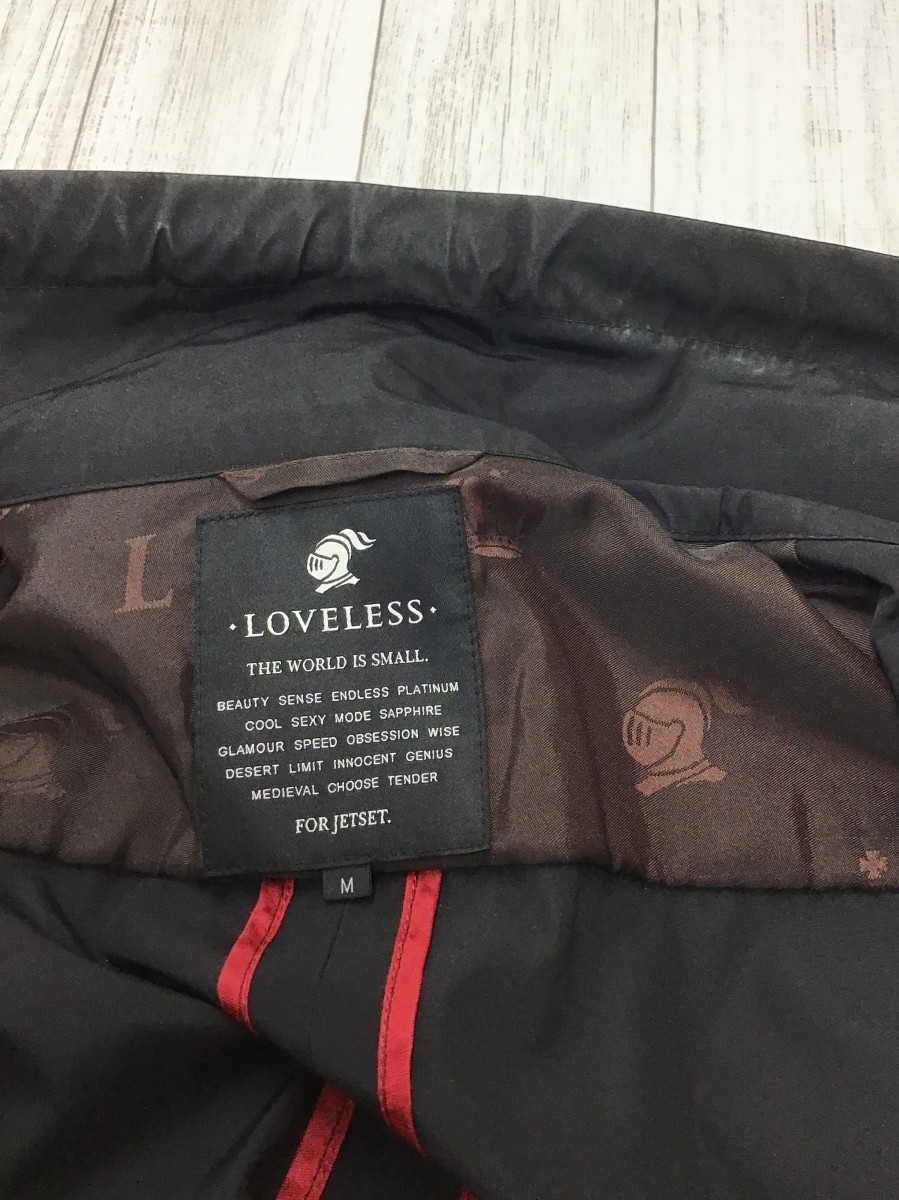 L
·LOVELESS·
THE WORLD IS SMALL.
BEAUTY SENSE ENDLESS PLATINUM
COOL SEXY MODE SAPPHIRE
GLAMOUR SPEED OBSESSION WISE
DESERT LIMIT INNOCENT GENIUS
MEDIEVAL CHOOSE TENDER
FOR JETSET.
M